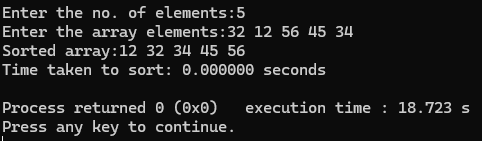 Enter the no. of elements:5
Enter the array elements:32 12 56 45 34
Sorted array:12 32 34 45 56
Time taken to sort: 0.000000 seconds
Process returned 0 (0x0)   execution time : 18.723 s
Press any key to continue.